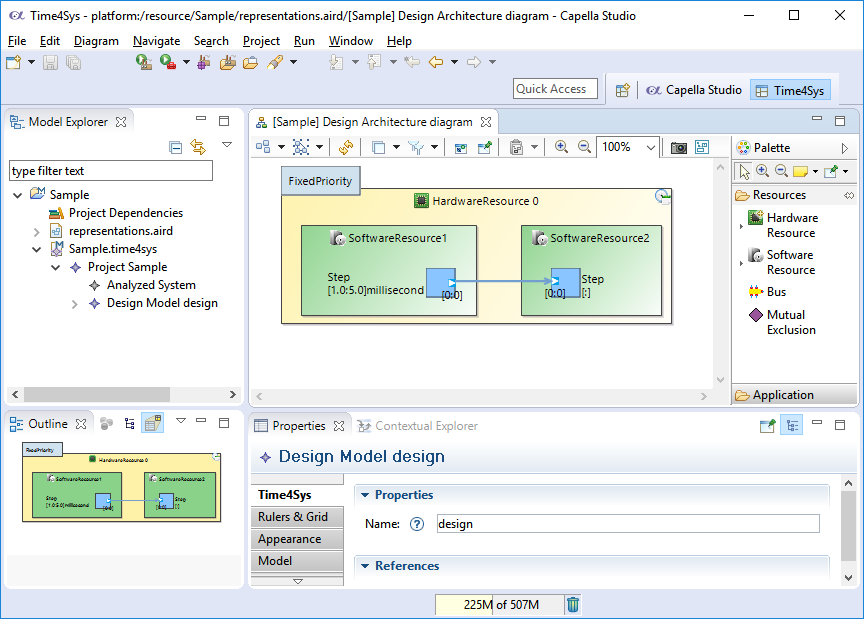 Time4Sys - platform:/resource/Sample/representations.aird/[Sample] Design Architecture diagram - Capella Studio
File Edit Diagram Navigate Search Project Run Window Help
Quick Access
Capella Studio
Time4Sys
Model Explorer
type filter text
Sample
Project Dependencies
representations.aird
Sample.time4sys
Project Sample
Analyzed System
Design Model design
[Sample] Design Architecture diagram
100%
FixedPriority
HardwareResource 0
SoftwareResource1
SoftwareResource2
Step
[1.0:5.0]millisecond
[0:0]
[0:0]
Step
[:]
Palette
Resources
Hardware
Resource
Software
Resource
Bus
Mutual
Exclusion
Application
Outline
FixedPriority
HardwareResource 0
SoftwareResource1
SoftwareResource2
Step
[1.0:5.0]millisecond
[0:0]
[0:0]
Step
[:]
Properties
Contextual Explorer
Design Model design
Time4Sys
Rulers & Grid
Appearance
Model
Properties
Name:
design
References
225M of 507M